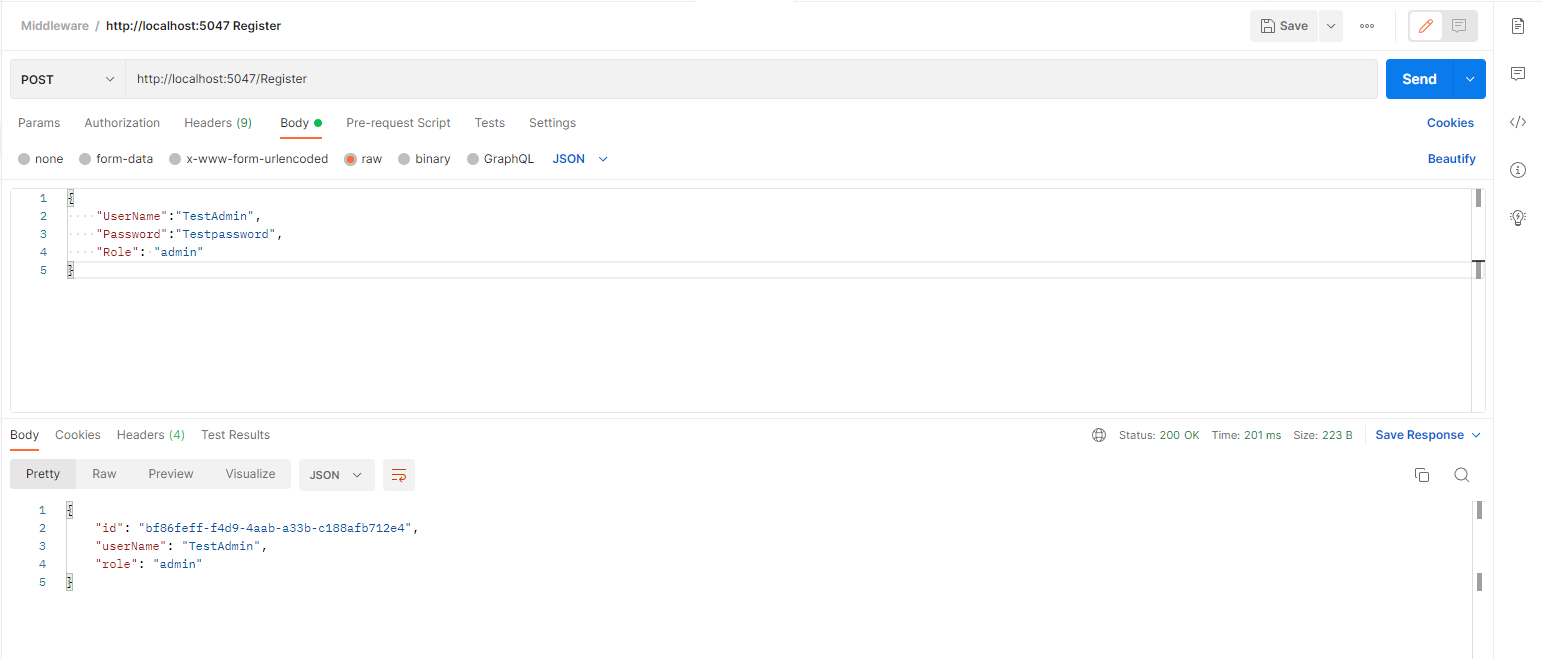 Middleware / http://localhost:5047 Register
Save
POST http://localhost:5047/Register Send
Params Authorization Headers (9) Body Pre-request Script Tests Settings Cookies
none form-data x-www-form-urlencoded raw binary GraphQL JSON Beautify
1 {
2 ····"UserName":"TestAdmin",
3 ····"Password":"Testpassword",
4 ····"Role":·"admin"
5 }
Body Cookies Headers (4) Test Results Status: 200 OK Time: 201 ms Size: 223 B Save Response
Pretty Raw Preview Visualize JSON
1 {
2 "id": "bf86feff-f4d9-4aab-a33b-c188afb712e4",
3 "userName": "TestAdmin",
4 "role": "admin"
5 }